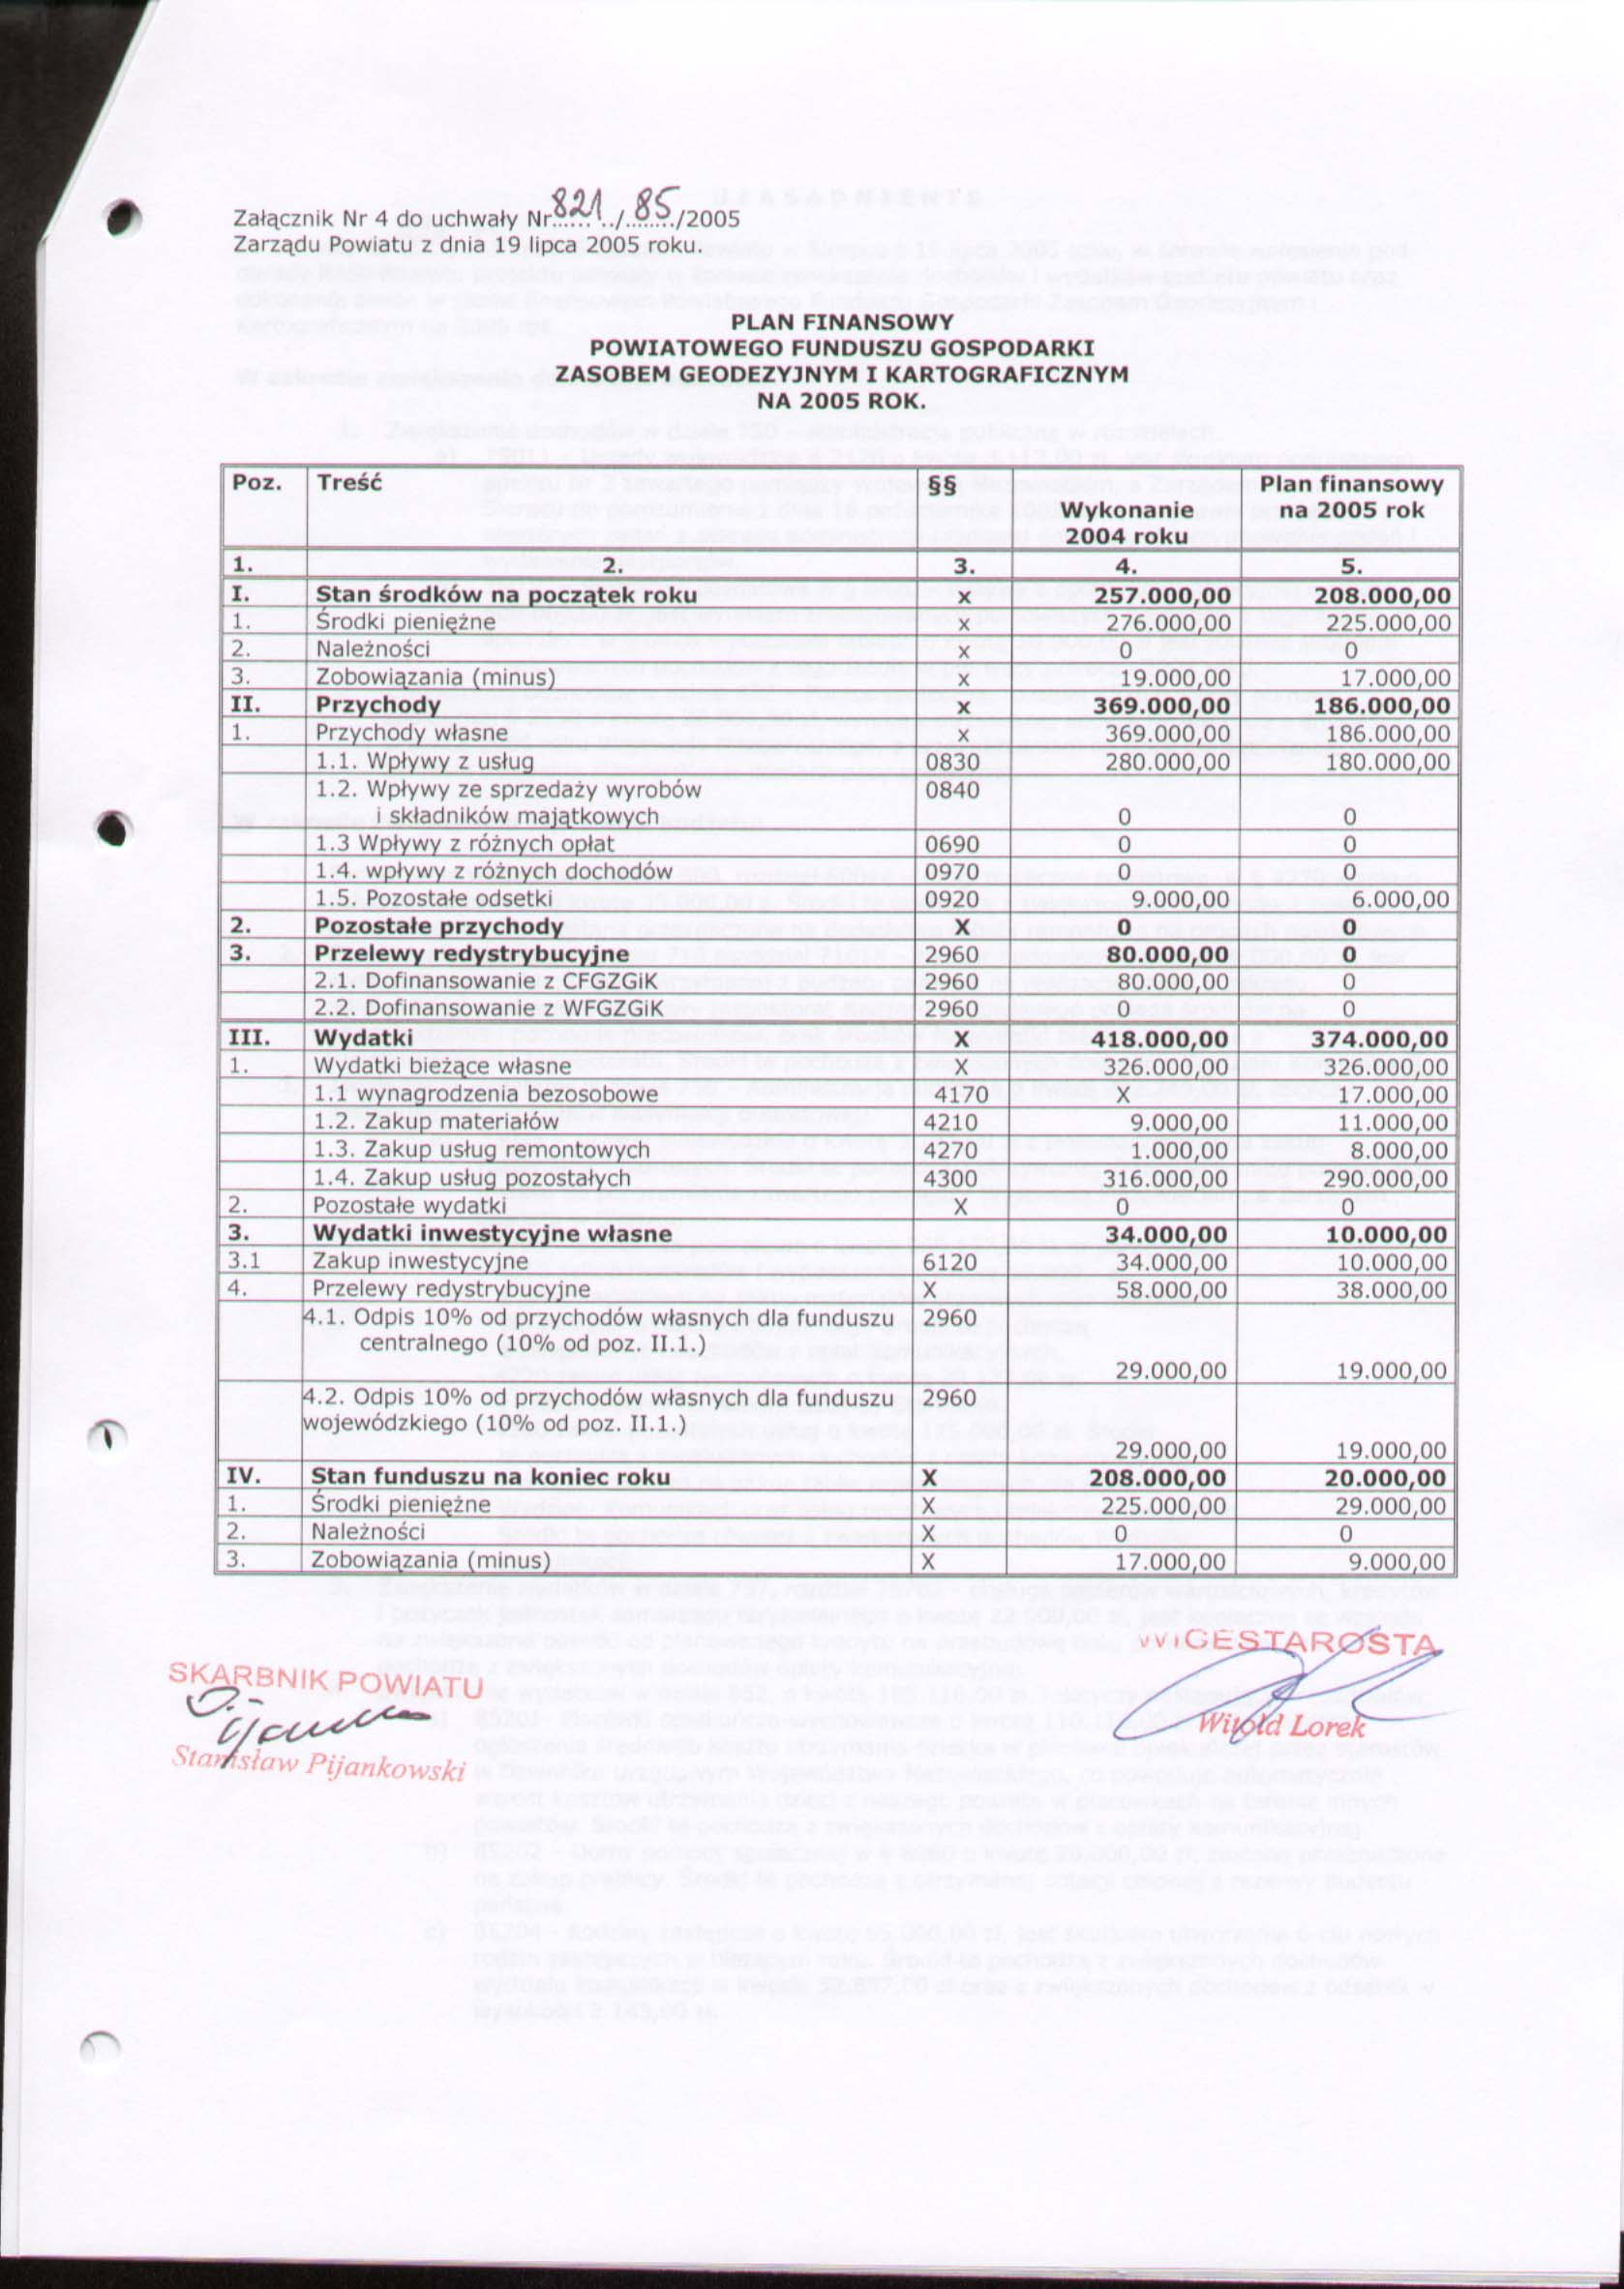 Załącznik Nr 4 do uchwały Nr 821 / 85 /2005
Zarządu Powiatu z dnia 19 lipca 2005 roku.
PLAN FINANSOWY
POWIATOWEGO FUNDUSZU GOSPODARKI
ZASOBEM GEODEZYJNYM I KARTOGRAFICZNYM
NA 2005 ROK.
Poz. Treść §§ Wykonanie 2004 roku Plan finansowy na 2005 rok
1. 2. 3. 4. 5.
I. Stan środków na początek roku x 257.000,00 208.000,00
1. Środki pieniężne x 276.000,00 225.000,00
2. Należności x 0 0
3. Zobowiązania (minus) x 19.000,00 17.000,00
II. Przychody x 369.000,00 186.000,00
1. Przychody własne x 369.000,00 186.000,00
1.1. Wpływy z usług 0830 280.000,00 180.000,00
1.2. Wpływy ze sprzedaży wyrobów 0840
i składników majątkowych 0 0
1.3 Wpływy z różnych opłat 0690 0 0
1.4. wpływy z różnych dochodów 0970 0 0
1.5. Pozostałe odsetki 0920 9.000,00 6.000,00
2. Pozostałe przychody X 0 0
3. Przelewy redystrybucyjne 2960 80.000,00 0
2.1. Dofinansowanie z CFGZGiK 2960 80.000,00 0
2.2. Dofinansowanie z WFGZGiK 2960 0 0
III. Wydatki X 418.000,00 374.000,00
1. Wydatki bieżące własne X 326.000,00 326.000,00
1.1 wynagrodzenia bezosobowe 4170 X 17.000,00
1.2. Zakup materiałów 4210 9.000,00 11.000,00
1.3. Zakup usług remontowych 4270 1.000,00 8.000,00
1.4. Zakup usług pozostałych 4300 316.000,00 290.000,00
2. Pozostałe wydatki X 0 0
3. Wydatki inwestycyjne własne 34.000,00 10.000,00
3.1 Zakup inwestycyjne 6120 34.000,00 10.000,00
4. Przelewy redystrybucyjne X 58.000,00 38.000,00
4.1. Odpis 10% od przychodów własnych dla funduszu 2960
centralnego (10% od poz. II.1.)
29.000,00 19.000,00
4.2. Odpis 10% od przychodów własnych dla funduszu 2960
wojewódzkiego (10% od poz. II.1.)
29.000,00 19.000,00
IV. Stan funduszu na koniec roku X 208.000,00 20.000,00
1. Środki pieniężne X 225.000,00 29.000,00
2. Należności X 0 0
3. Zobowiązania (minus) X 17.000,00 9.000,00
SKARBNIK POWIATU
Stanisław Pijankowski
WICESTAROSTA
Witold Lorek